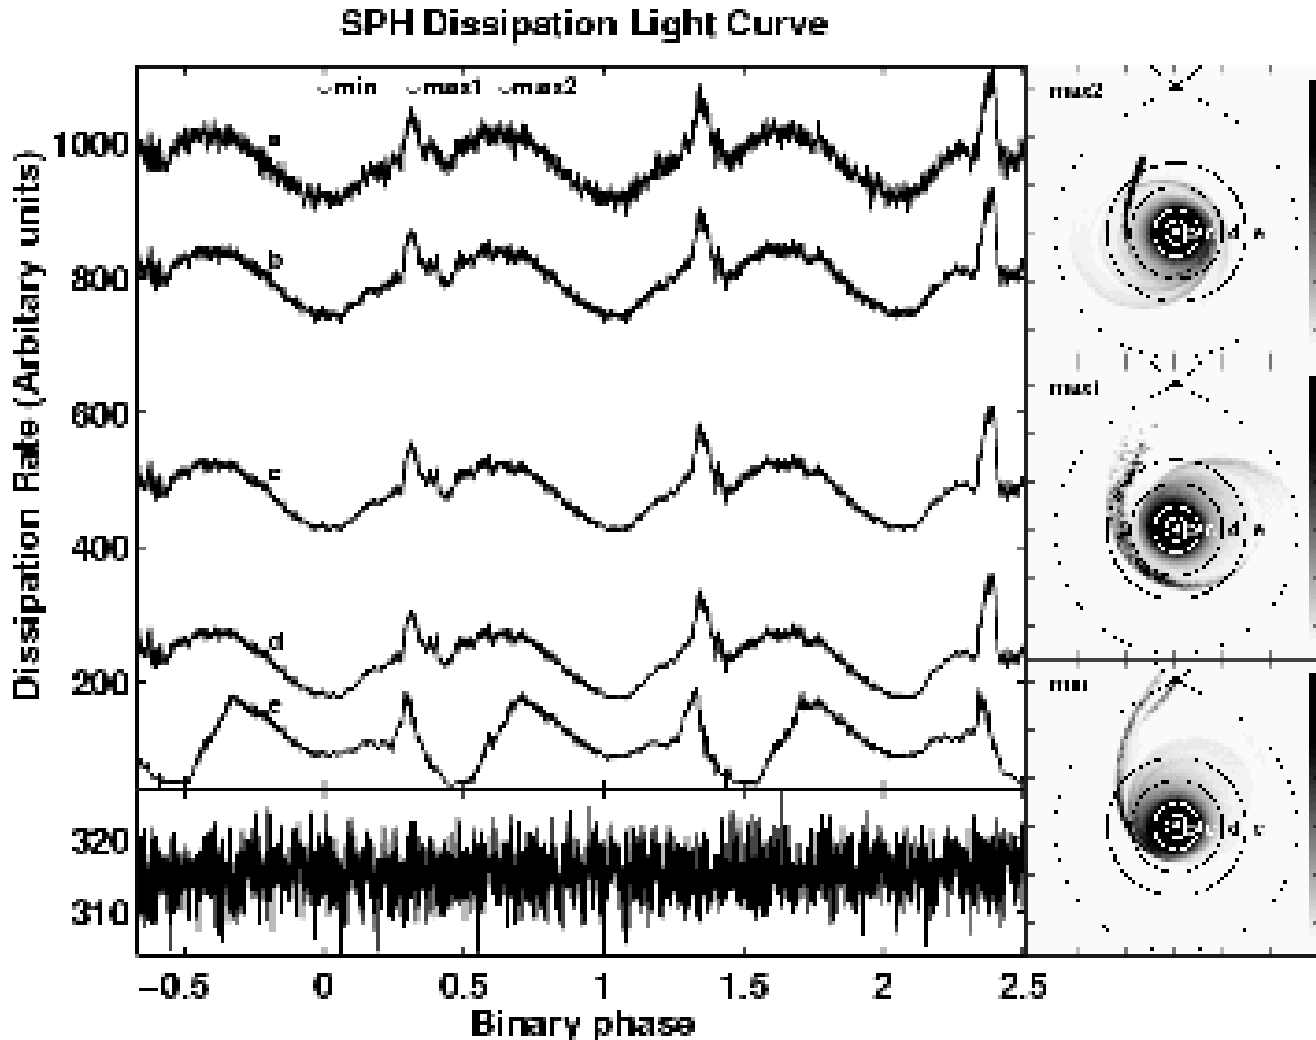 SPH Dissipation Light Curve
min max1 max2
Dissipation Rate (Arbitary units)
1000
800
600
400
200
a
b
c
d
e
320
310
−0.5 0 0.5 1 1.5 2 2.5
Binary phase
max2
d e
max1
d e
min
d